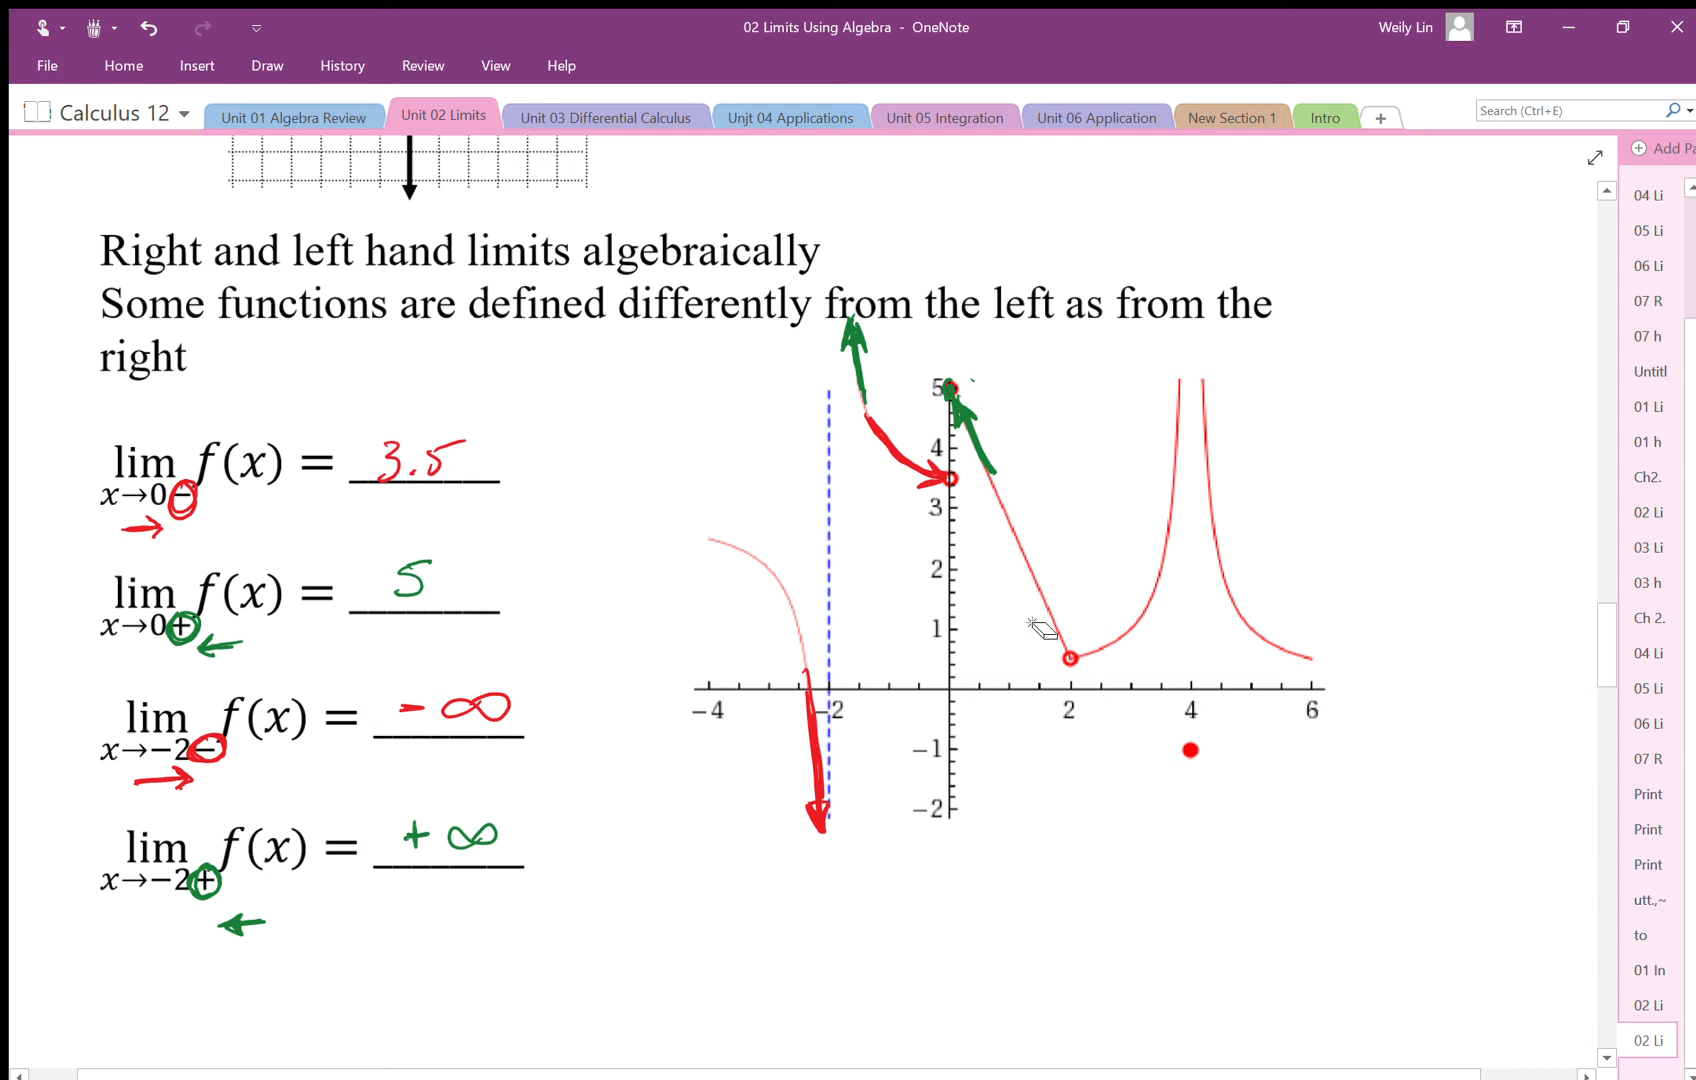 02 Limits Using Algebra - OneNote
Weily Lin
File Home Insert Draw History Review View Help
Calculus 12
Unit 01 Algebra Review
Unit 02 Limits
Unit 03 Differential Calculus
Unjt 04 Applications
Unit 05 Integration
Unit 06 Application
New Section 1
Intro
+
Search (Ctrl+E)
Add Pa
Right and left hand limits algebraically
Some functions are defined differently from the left as from the
right
lim f(x) = 3.5
x→0−
lim f(x) = 5
x→0+
lim f(x) = - ∞
x→−2−
lim f(x) = + ∞
x→−2+
5
4
3
2
1
−4 −2 2 4 6
−1
−2
04 Li
05 Li
06 Li
07 R
07 h
Untitl
01 Li
01 h
Ch2.
02 Li
03 Li
03 h
Ch 2.
04 Li
05 Li
06 Li
07 R
Print
Print
Print
utt.,~
to
01 In
02 Li
02 Li